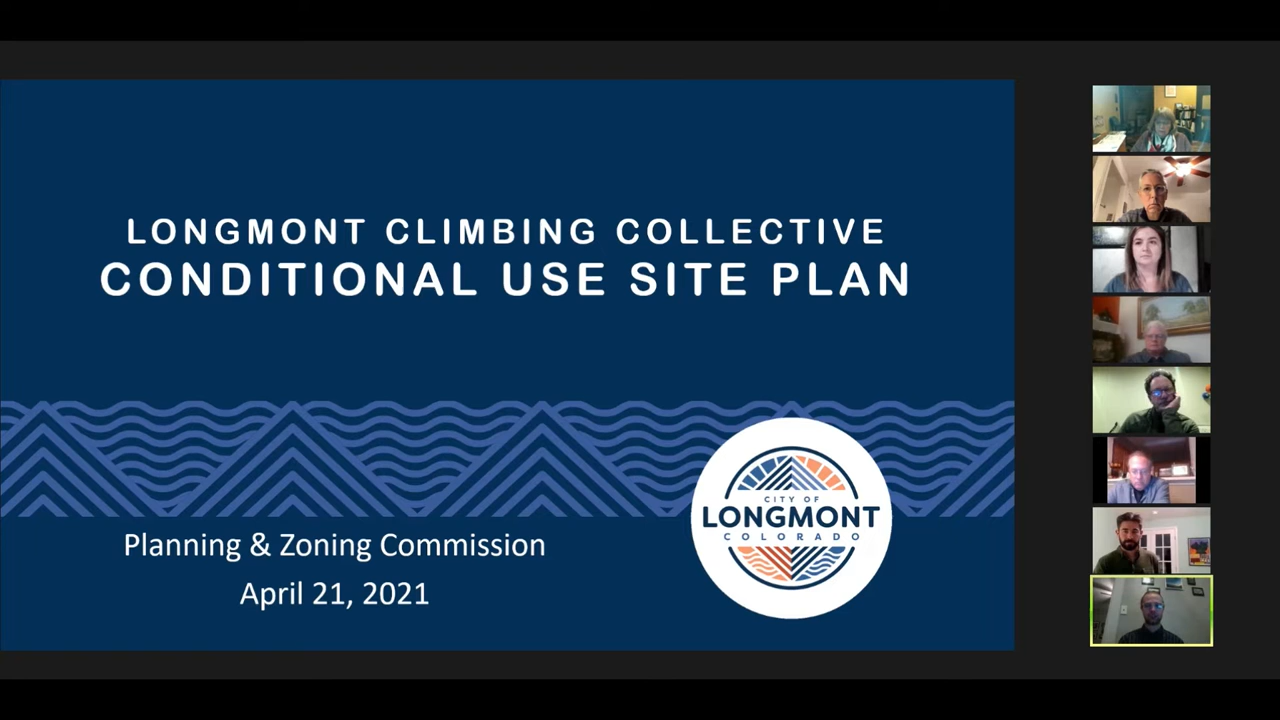 LONGMONT CLIMBING COLLECTIVE
CONDITIONAL USE SITE PLAN
CITY OF
LONGMONT
COLORADO
Planning & Zoning Commission
April 21, 2021